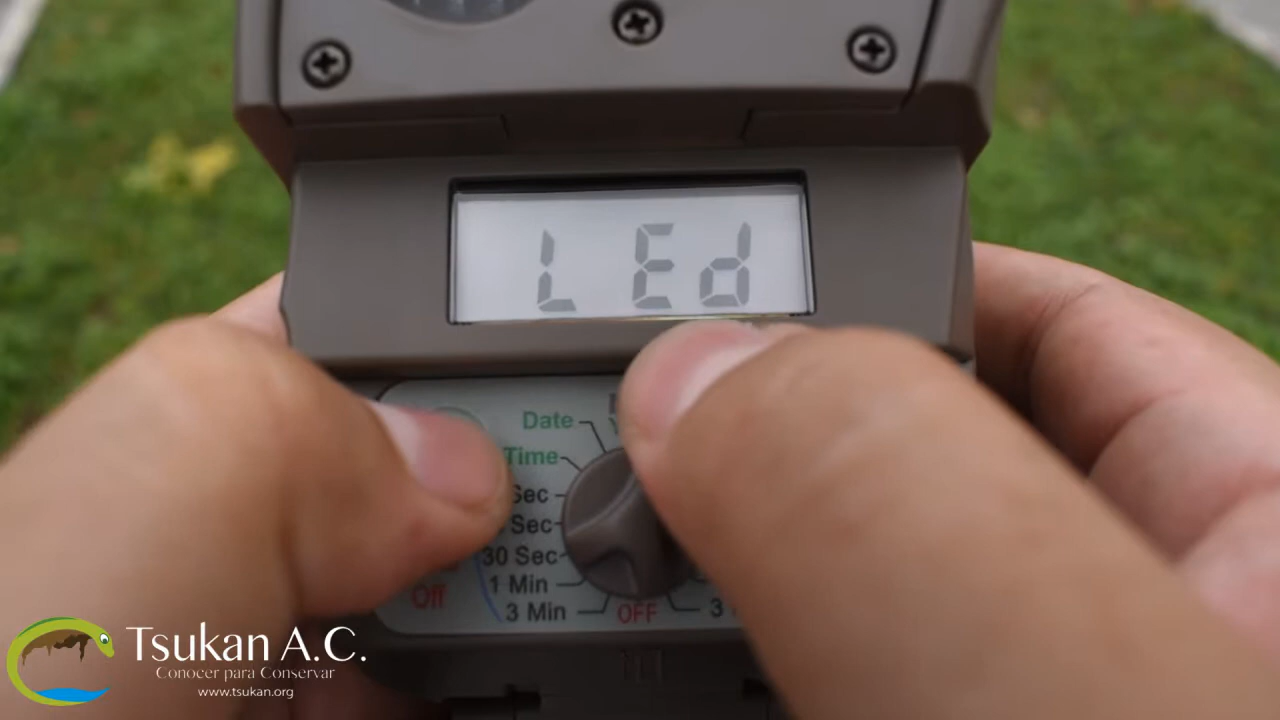 LEd
Date
Time
Sec
Sec
30 Sec
1 Min
3 Min
Off
OFF
3
Tsukan A.C.
Conocer para Conservar
www.tsukan.org